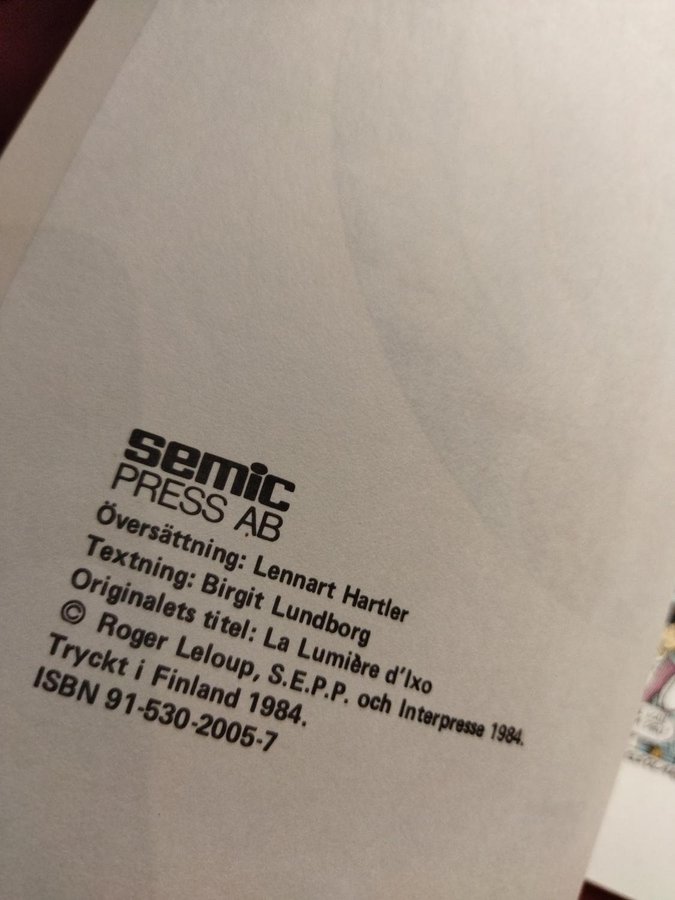 semic
PRESS AB
Översättning: Lennart Hartler
Textning: Birgit Lundborg
Originalets titel: La Lumière d'Ixo
© Roger Leloup, S.E.P.P. och Interpresse 1984.
Tryckt i Finland 1984.
ISBN 91-530-2005-7